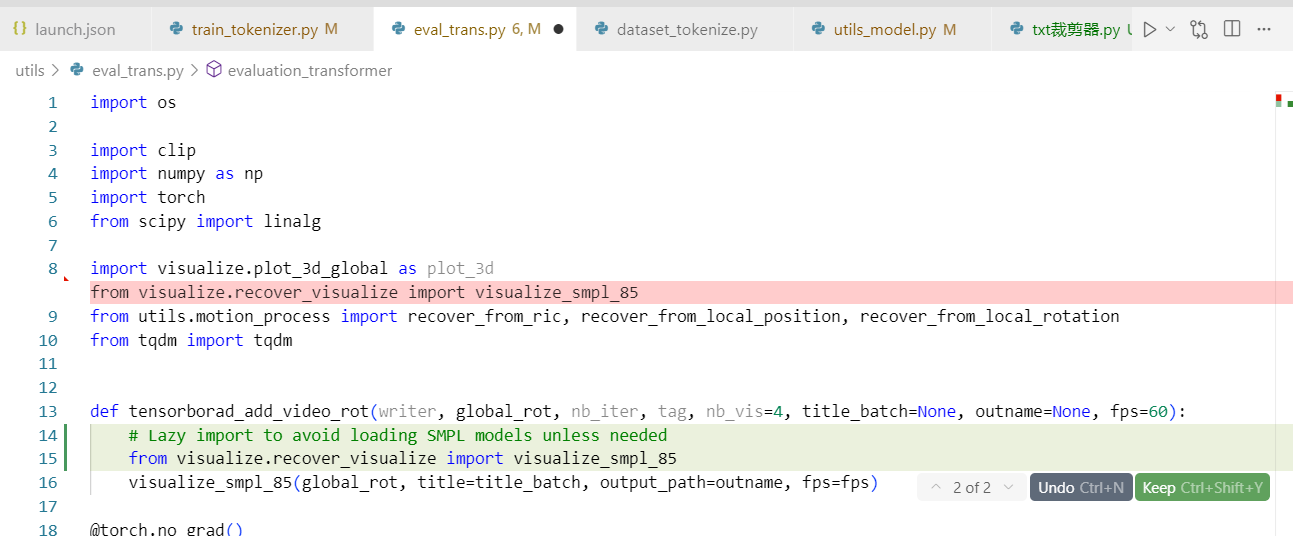 launch.json train_tokenizer.py M eval_trans.py 6, M dataset_tokenize.py utils_model.py M txt裁剪器.py U
utils > eval_trans.py > evaluation_transformer
1 import os
2
3 import clip
4 import numpy as np
5 import torch
6 from scipy import linalg
7
8 import visualize.plot_3d_global as plot_3d
from visualize.recover_visualize import visualize_smpl_85
9 from utils.motion_process import recover_from_ric, recover_from_local_position, recover_from_local_rotation
10 from tqdm import tqdm
11
12
13 def tensorborad_add_video_rot(writer, global_rot, nb_iter, tag, nb_vis=4, title_batch=None, outname=None, fps=60):
14 # Lazy import to avoid loading SMPL models unless needed
15 from visualize.recover_visualize import visualize_smpl_85
16 visualize_smpl_85(global_rot, title=title_batch, output_path=outname, fps=fps)
2 of 2 Undo Ctrl+N Keep Ctrl+Shift+Y
17
18 @torch.no_grad()